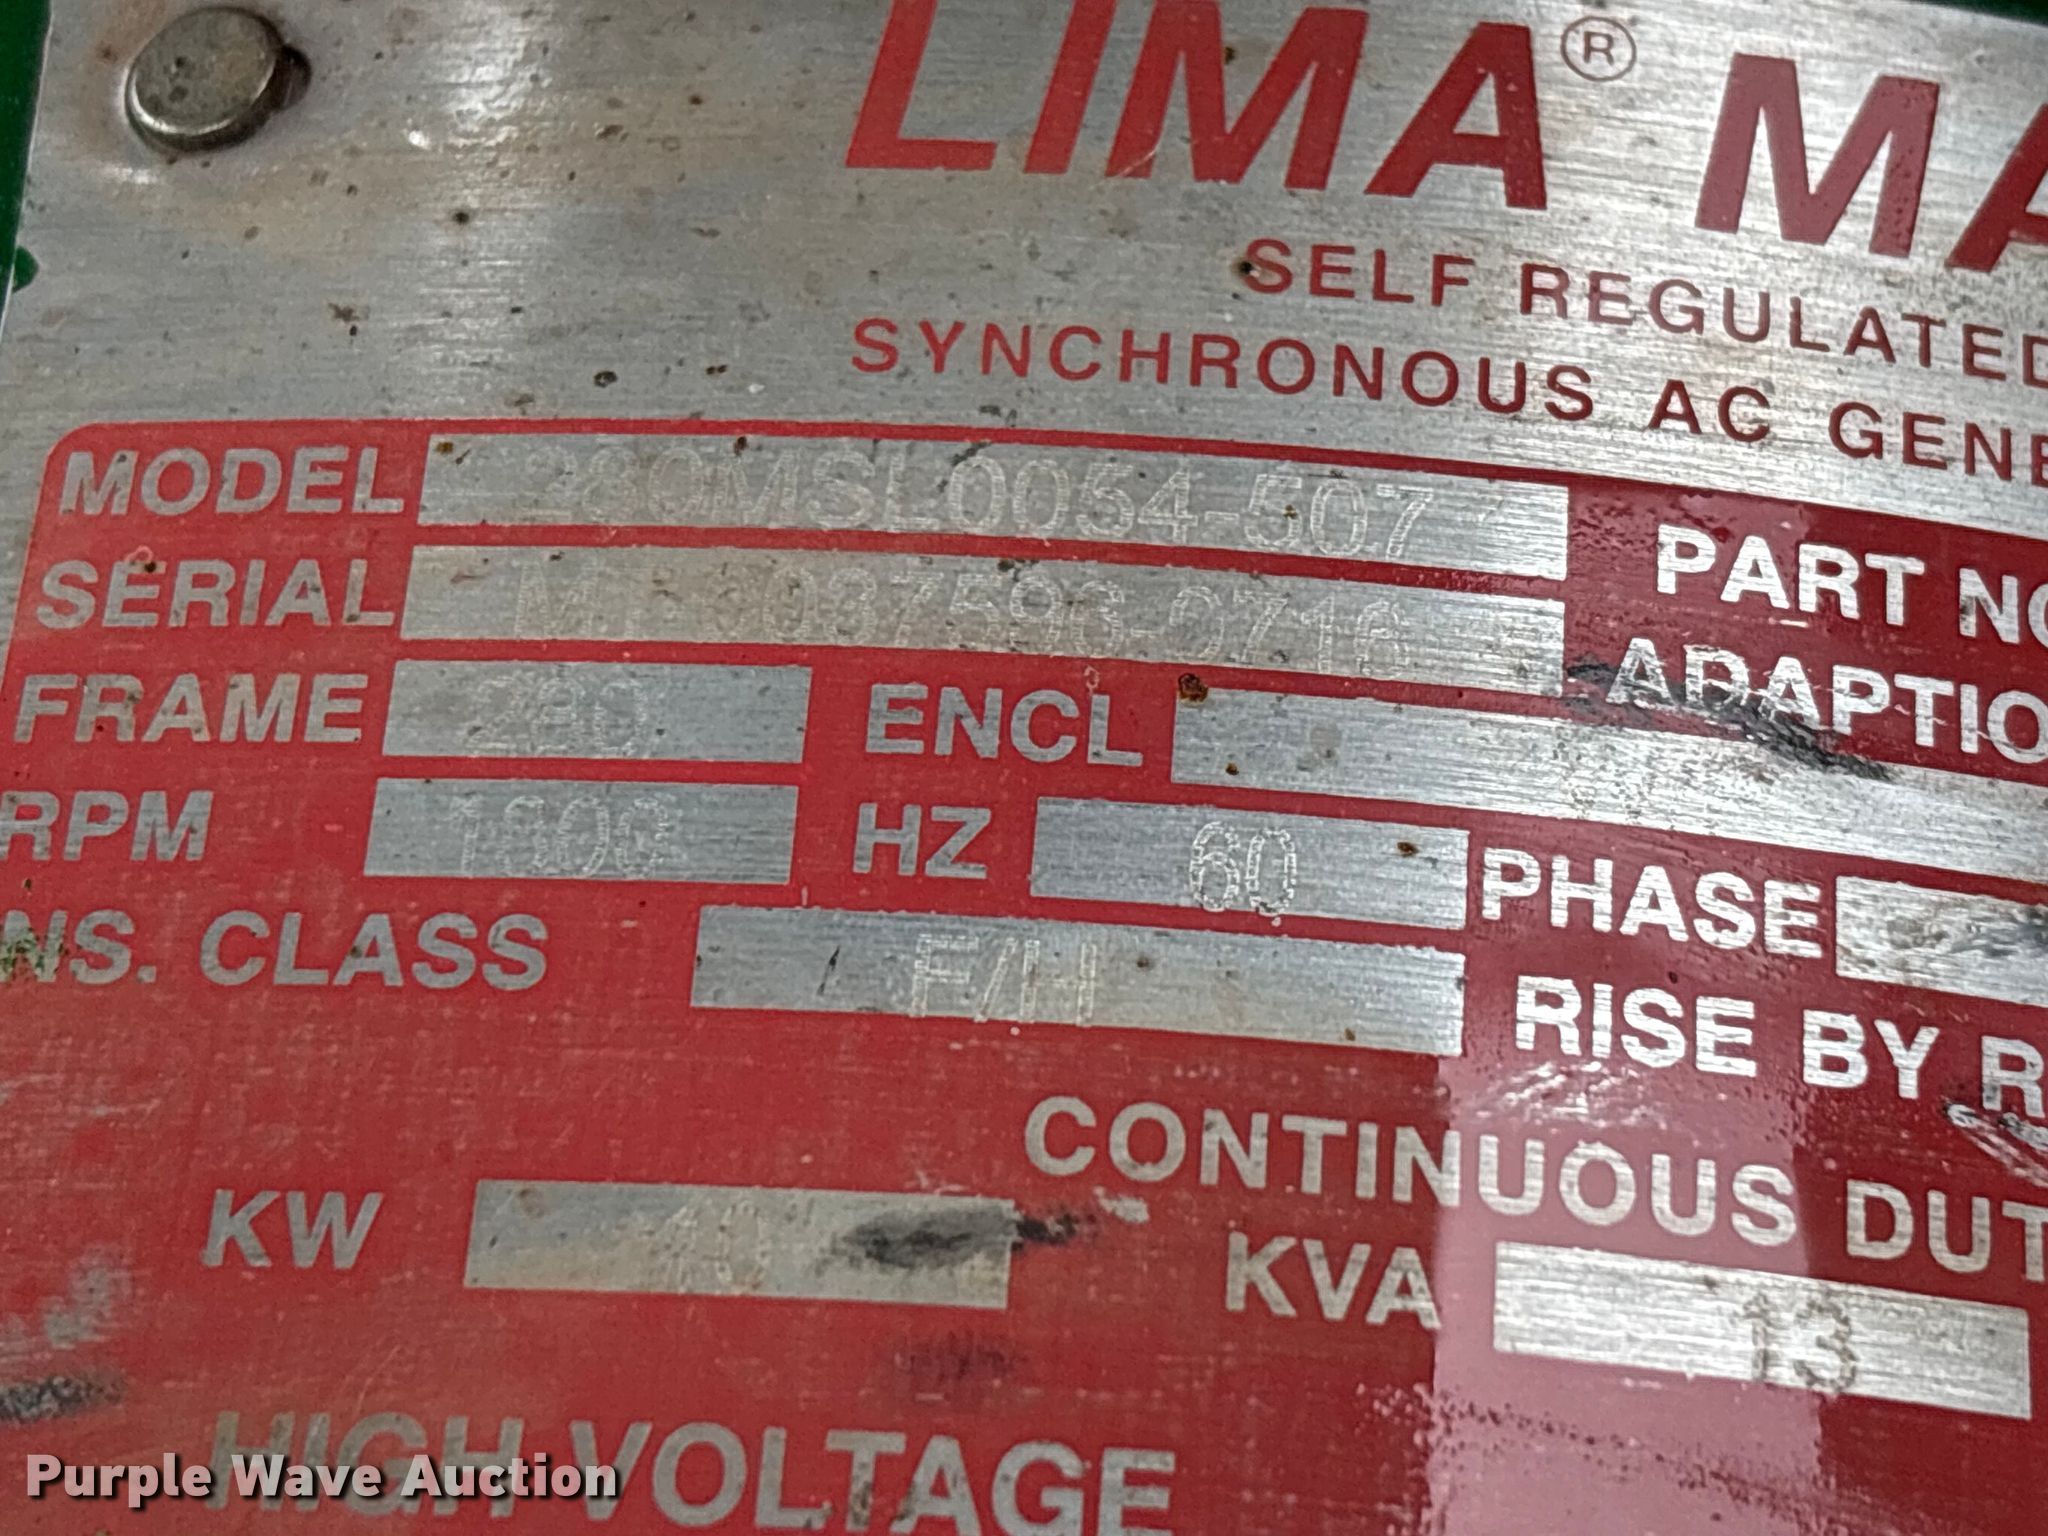 LIMA® MA
SELF REGULATED
SYNCHRONOUS AC GENE
MODEL 280MSL0054-507 PART NO
SERIAL ADAPTIO
FRAME 280 ENCL
RPM 1800 HZ 60 PHASE
NS. CLASS F/H RISE BY R
CONTINUOUS DUT
KW 10 KVA 13
HIGH VOLTAGE
Purple Wave Auction